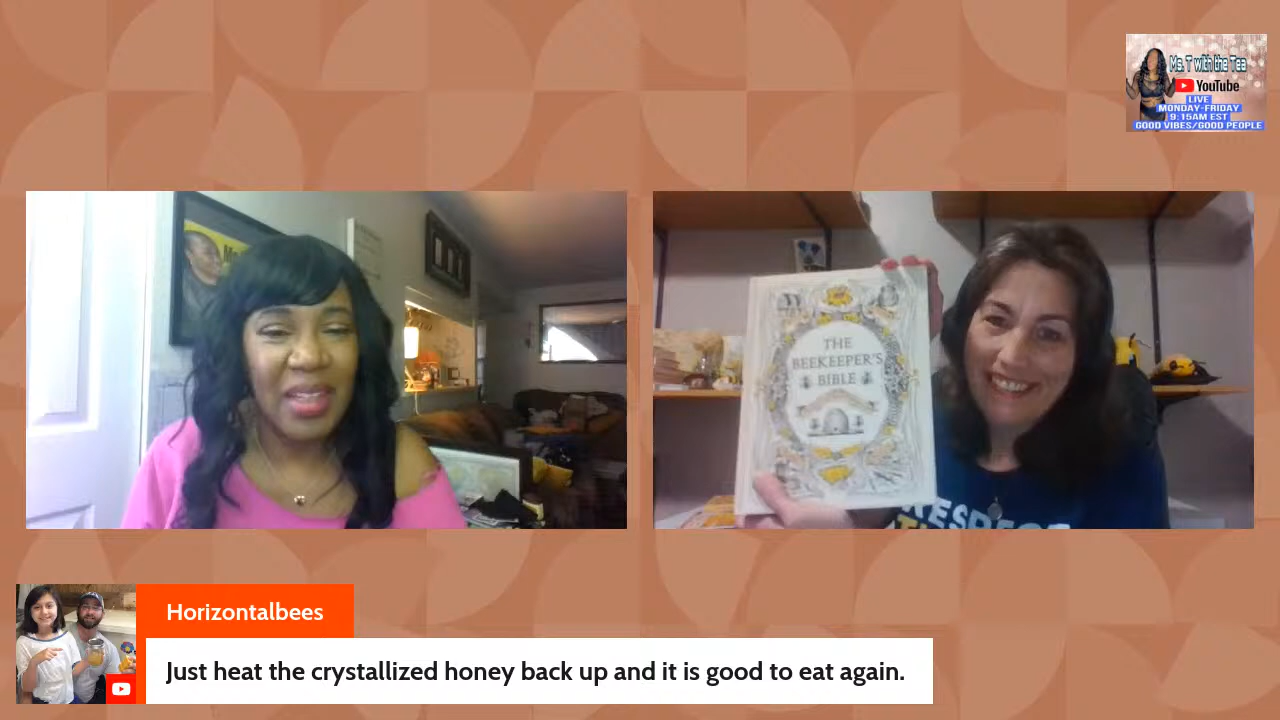 Ms. T with the Tea
YouTube
LIVE
MONDAY-FRIDAY
9:15AM EST
GOOD VIBES/GOOD PEOPLE
THE
BEEKEEPER'S
BIBLE
RESPECT
Horizontalbees
Just heat the crystallized honey back up and it is good to eat again.